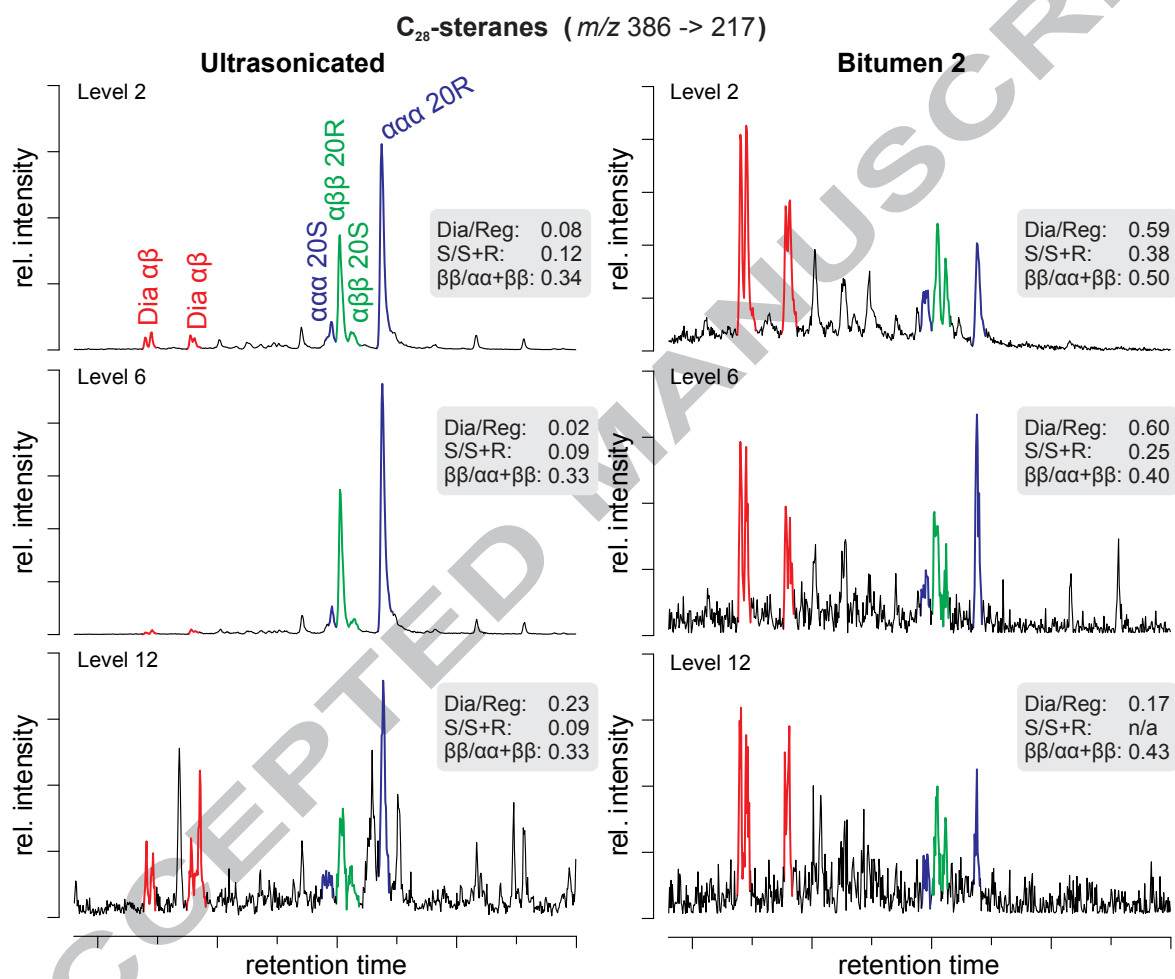 C₂₈-steranes (m/z 386 -> 217)
Ultrasonicated
Bitumen 2
Level 2
rel. intensity
Dia αβ
Dia αβ
ααα 20S
αββ 20R
αββ 20S
ααα 20R
Dia/Reg: 0.08
S/S+R: 0.12
ββ/αα+ββ: 0.34
Level 2
rel. intensity
Dia/Reg: 0.59
S/S+R: 0.38
ββ/αα+ββ: 0.50
Level 6
rel. intensity
Dia/Reg: 0.02
S/S+R: 0.09
ββ/αα+ββ: 0.33
Level 6
rel. intensity
Dia/Reg: 0.60
S/S+R: 0.25
ββ/αα+ββ: 0.40
Level 12
rel. intensity
Dia/Reg: 0.23
S/S+R: 0.09
ββ/αα+ββ: 0.33
Level 12
rel. intensity
Dia/Reg: 0.17
S/S+R: n/a
ββ/αα+ββ: 0.43
retention time
retention time
CCEPTED MANUSCRI